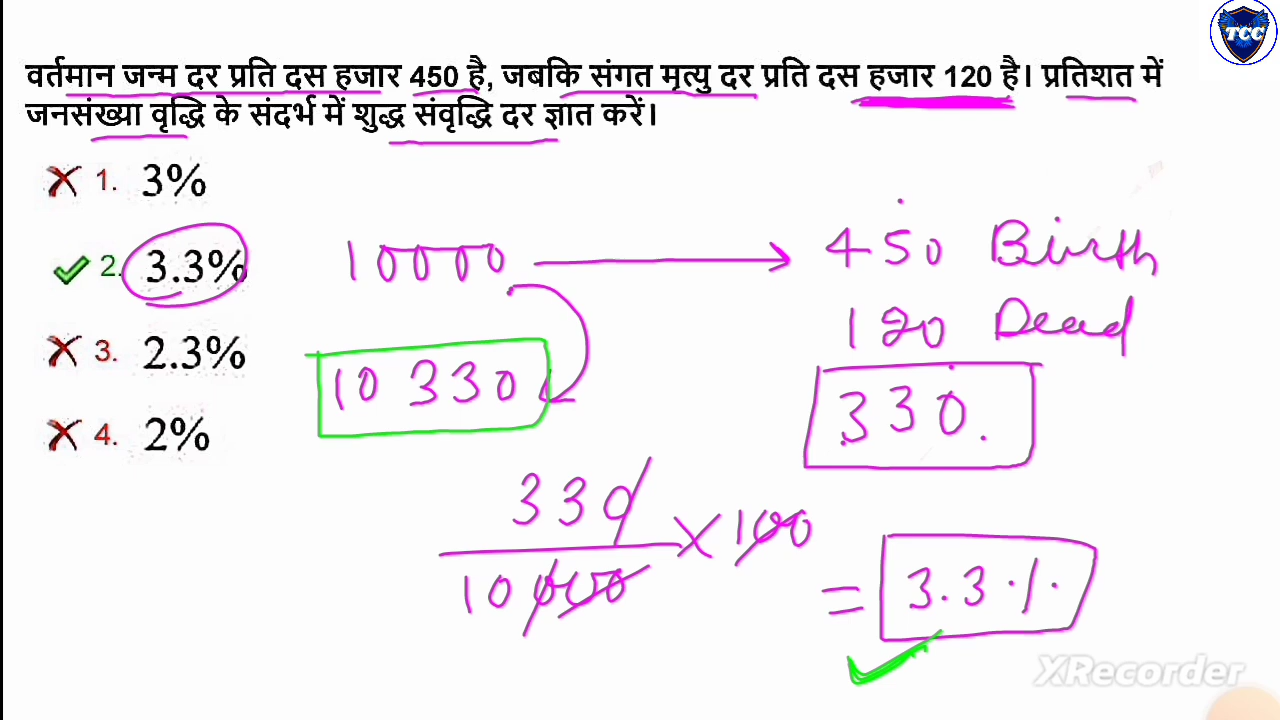 TCC
वर्तमान जन्म दर प्रति दस हजार 450 है, जबकि संगत मृत्यु दर प्रति दस हजार 120 है। प्रतिशत में
जनसंख्या वृद्धि के संदर्भ में शुद्ध संवृद्धि दर ज्ञात करें।
1. 3%
2. 3.3%
3. 2.3%
4. 2%
10000 → 450 Birth
120 Dead
10330
330.
330
10000
×100
= 3.3%
XRecorder